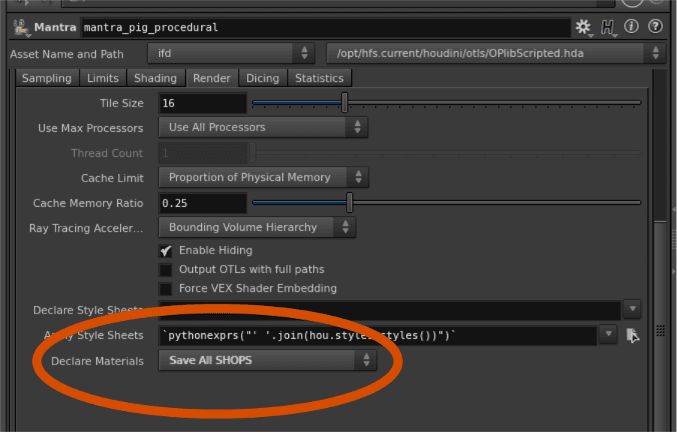 Mantra mantra_pig_procedural
Asset Name and Path ifd /opt/hfs.current/houdini/otls/OPlibScripted.hda
Sampling Limits Shading Render Dicing Statistics
Tile Size 16
Use Max Processors Use All Processors
Thread Count 1
Cache Limit Proportion of Physical Memory
Cache Memory Ratio 0.25
Ray Tracing Acceler... Bounding Volume Hierarchy
Enable Hiding
Output OTLs with full paths
Force VEX Shader Embedding
Declare Style Sheets
Style Sheets `pythonexprs("' '.join(hou.styles.styles())")`
Declare Materials Save All SHOPS